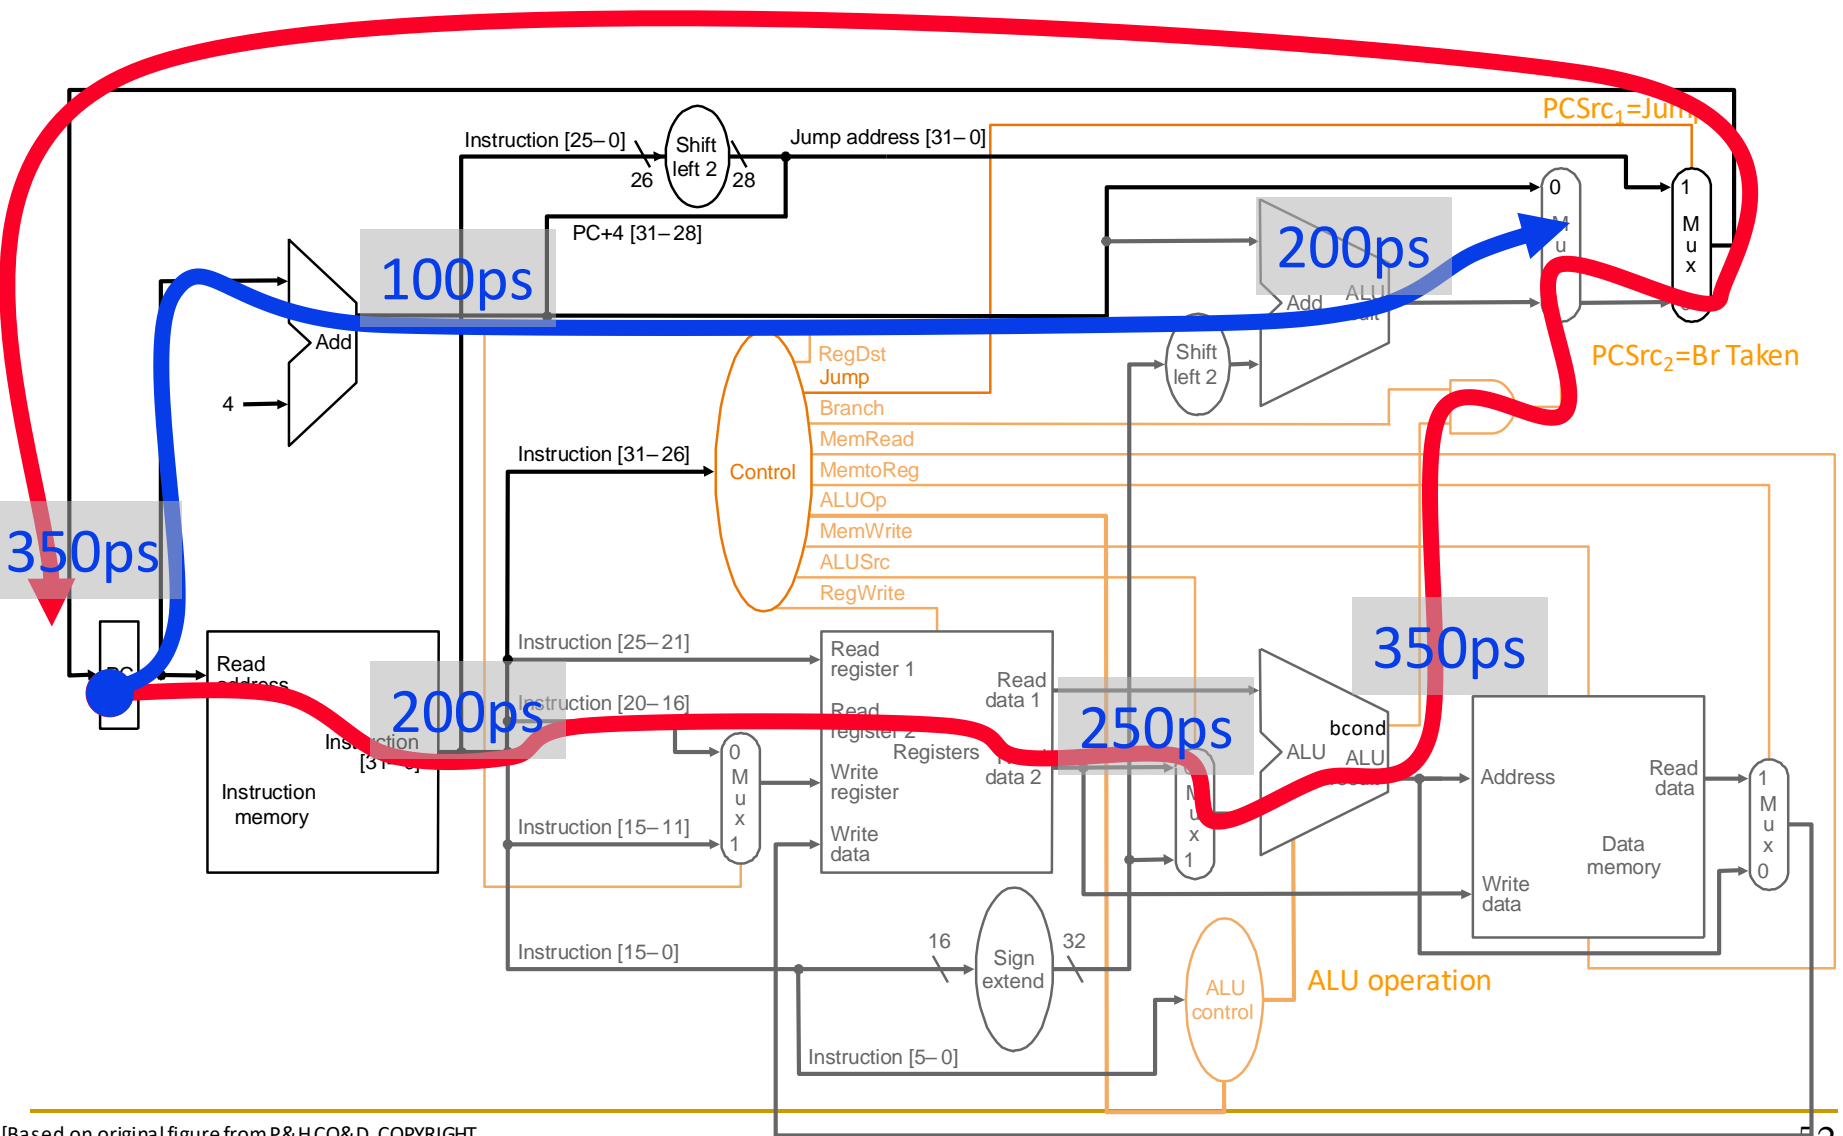 PCSrc1=Jump
Instruction [25–0]
Shift
left 2
Jump address [31–0]
26
28
PC+4 [31–28]
100ps
200ps
0
1
M
u
x
M
u
Add
ALU
Add
4
Shift
left 2
PCSrc2=Br Taken
RegDst
Jump
Branch
MemRead
MemtoReg
ALUOp
MemWrite
ALUSrc
RegWrite
Instruction [31–26]
Control
350ps
PC
Read
address
Instruction
Instruction
memory
200ps
Instruction [25–21]
Instruction [20–16]
Instruction [15–11]
Instruction [15–0]
Instruction [5–0]
0
M
u
x
1
Read
register 1
Read
register 2
Registers
Write
register
Write
data
Read
data 1
data 2
250ps
350ps
M
u
x
1
bcond
ALU
ALU
Address
Read
data
Data
memory
Write
data
1
M
u
x
0
16
Sign
extend
32
ALU
control
ALU operation
[Based on original figure from P&H CO&D, COPYRIGHT